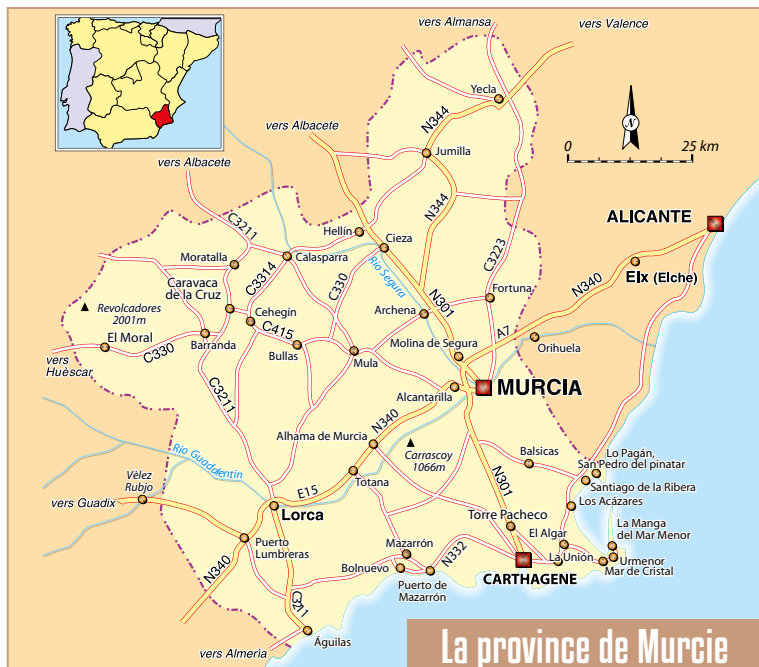 vers Almansa
vers Valence
Yecla
vers Albacete
N344
N
0 25 km
Jumilla
vers Albacete
N344
C3211
ALICANTE
Hellín
Cieza
C3223
Moratalla
Calasparra
Elx (Elche)
C3314
C330
Rio Segura
N340
Caravaca
de la Cruz
Fortuna
Revolcadores
2001m
Cehegín
Archena
N301
A7
El Moral
C415
Molina de Segura
Orihuela
C330
Barranda
Bullas
Mula
vers
Huèscar
C3211
Alcantarilla
MURCIA
N340
Alhama de Murcia
Carrascoy
1066m
Balsicas
Lo Pagán,
San Pedro del pinatar
Rio Guadalentin
Vèlez
Rubjo
Totana
N301
Santiago de la Ribera
E15
vers Guadix
Los Acázares
Lorca
Torre Pacheco
La Manga
del Mar Menor
El Algar
Puerto
Lumbreras
Mazarrón
N332
La Unión
Urmenor
Mar de Cristal
Bolnuevo
CARTHAGENE
N340
Puerto de
Mazarrón
C3211
Águilas
vers Almeria
La province de Murcie